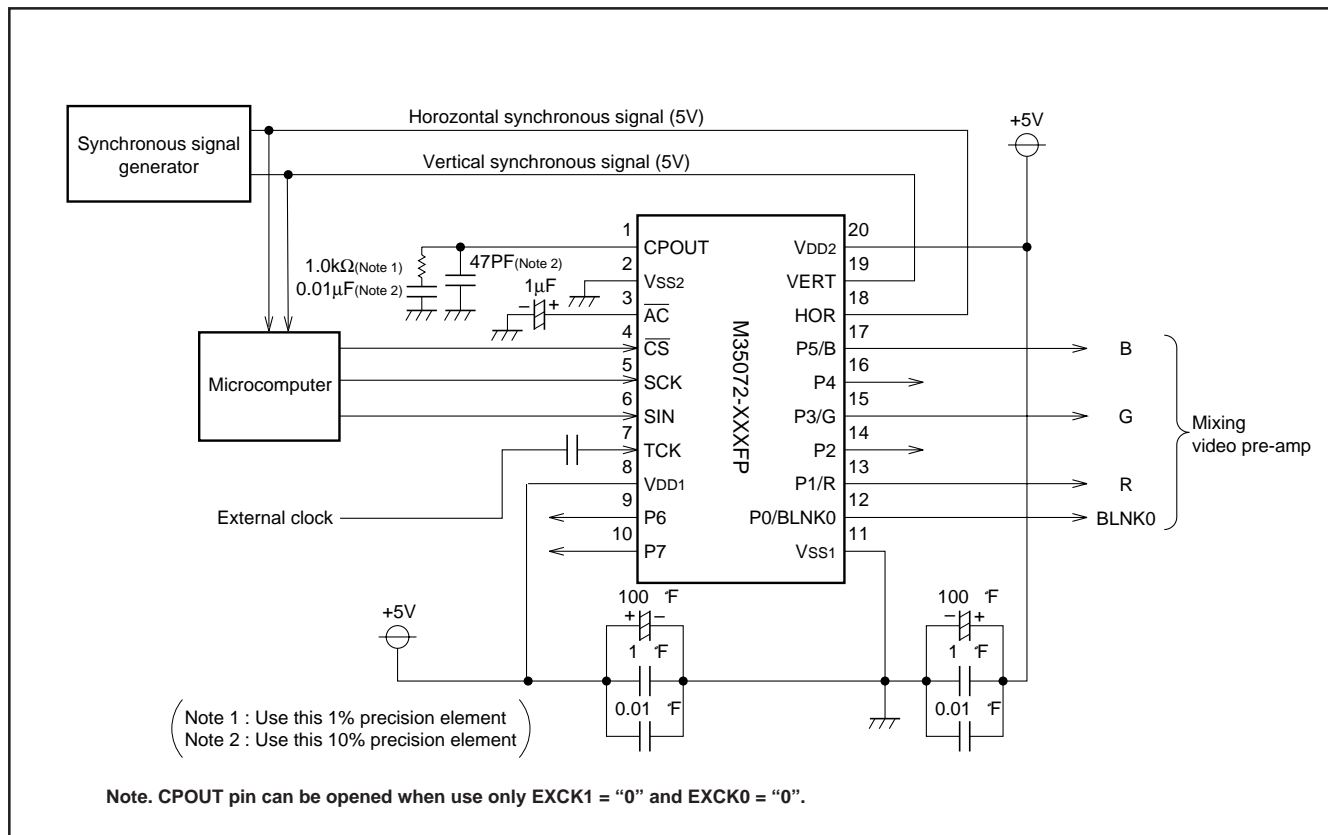 Horozontal synchronous signal (5V)
+5V
Synchronous signal
generator
Vertical synchronous signal (5V)
1
20
CPOUT
VDD2
1.0kΩ(Note 1)
47PF(Note 2)
2
19
0.01µF(Note 2)
1µF
VSS2
VERT
− +
3
18
AC
HOR
4
17
CS
P5/B
B
Microcomputer
5
16
SCK
P4
6
15
SIN
P3/G
G
Mixing
video pre-amp
7
14
TCK
P2
M35072-XXXFP
8
13
VDD1
P1/R
R
External clock
9
12
P6
P0/BLNK0
BLNK0
10
11
P7
VSS1
+5V
100 °F
100 °F
+ −
− +
1 °F
1 °F
0.01 °F
0.01 °F
Note 1 : Use this 1% precision element
Note 2 : Use this 10% precision element
Note. CPOUT pin can be opened when use only EXCK1 = “0” and EXCK0 = “0”.